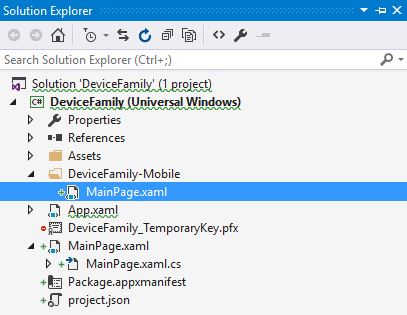 Solution Explorer
Search Solution Explorer (Ctrl+;)
Solution 'DeviceFamily' (1 project)
C# DeviceFamily (Universal Windows)
Properties
References
Assets
DeviceFamily-Mobile
MainPage.xaml
App.xaml
DeviceFamily_TemporaryKey.pfx
MainPage.xaml
MainPage.xaml.cs
Package.appxmanifest
project.json